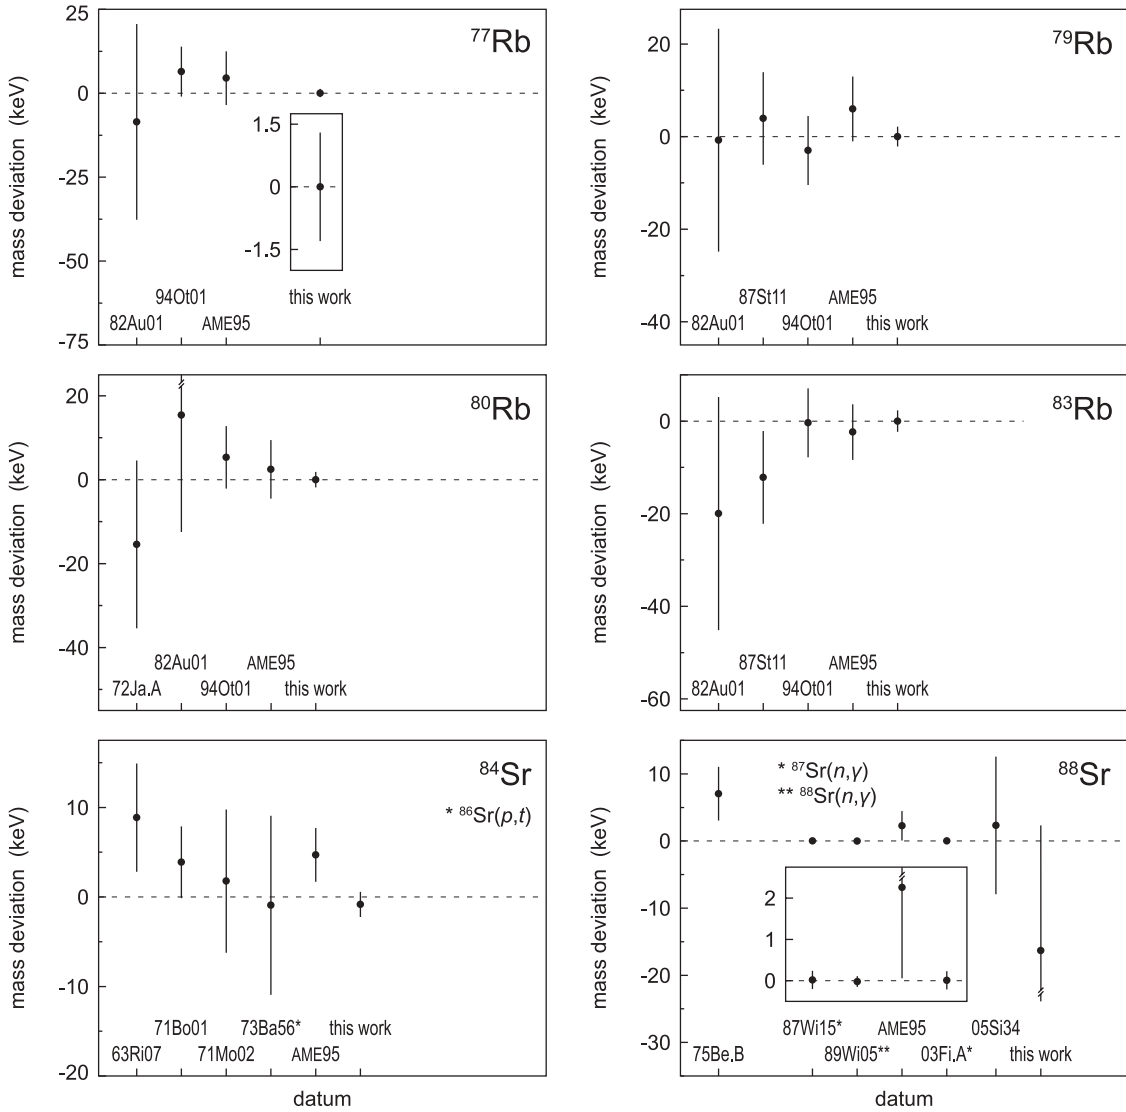 mass deviation (keV)
25
0
-25
-50
-75
77Rb
1.5
0
-1.5
94Ot01
this work
82Au01
AME95
mass deviation (keV)
20
0
-20
-40
79Rb
87St11
AME95
82Au01
94Ot01
this work
mass deviation (keV)
20
0
-20
-40
80Rb
82Au01
AME95
72Ja.A
94Ot01
this work
mass deviation (keV)
0
-20
-40
-60
83Rb
87St11
AME95
82Au01
94Ot01
this work
mass deviation (keV)
10
0
-10
-20
84Sr
* 86Sr(p,t)
71Bo01
73Ba56*
this work
63Ri07
71Mo02
AME95
datum
mass deviation (keV)
10
0
-10
-20
-30
* 87Sr(n,γ)
** 88Sr(n,γ)
88Sr
2
1
0
87Wi15*
AME95
05Si34
75Be.B
89Wi05**
03Fi.A*
this work
datum